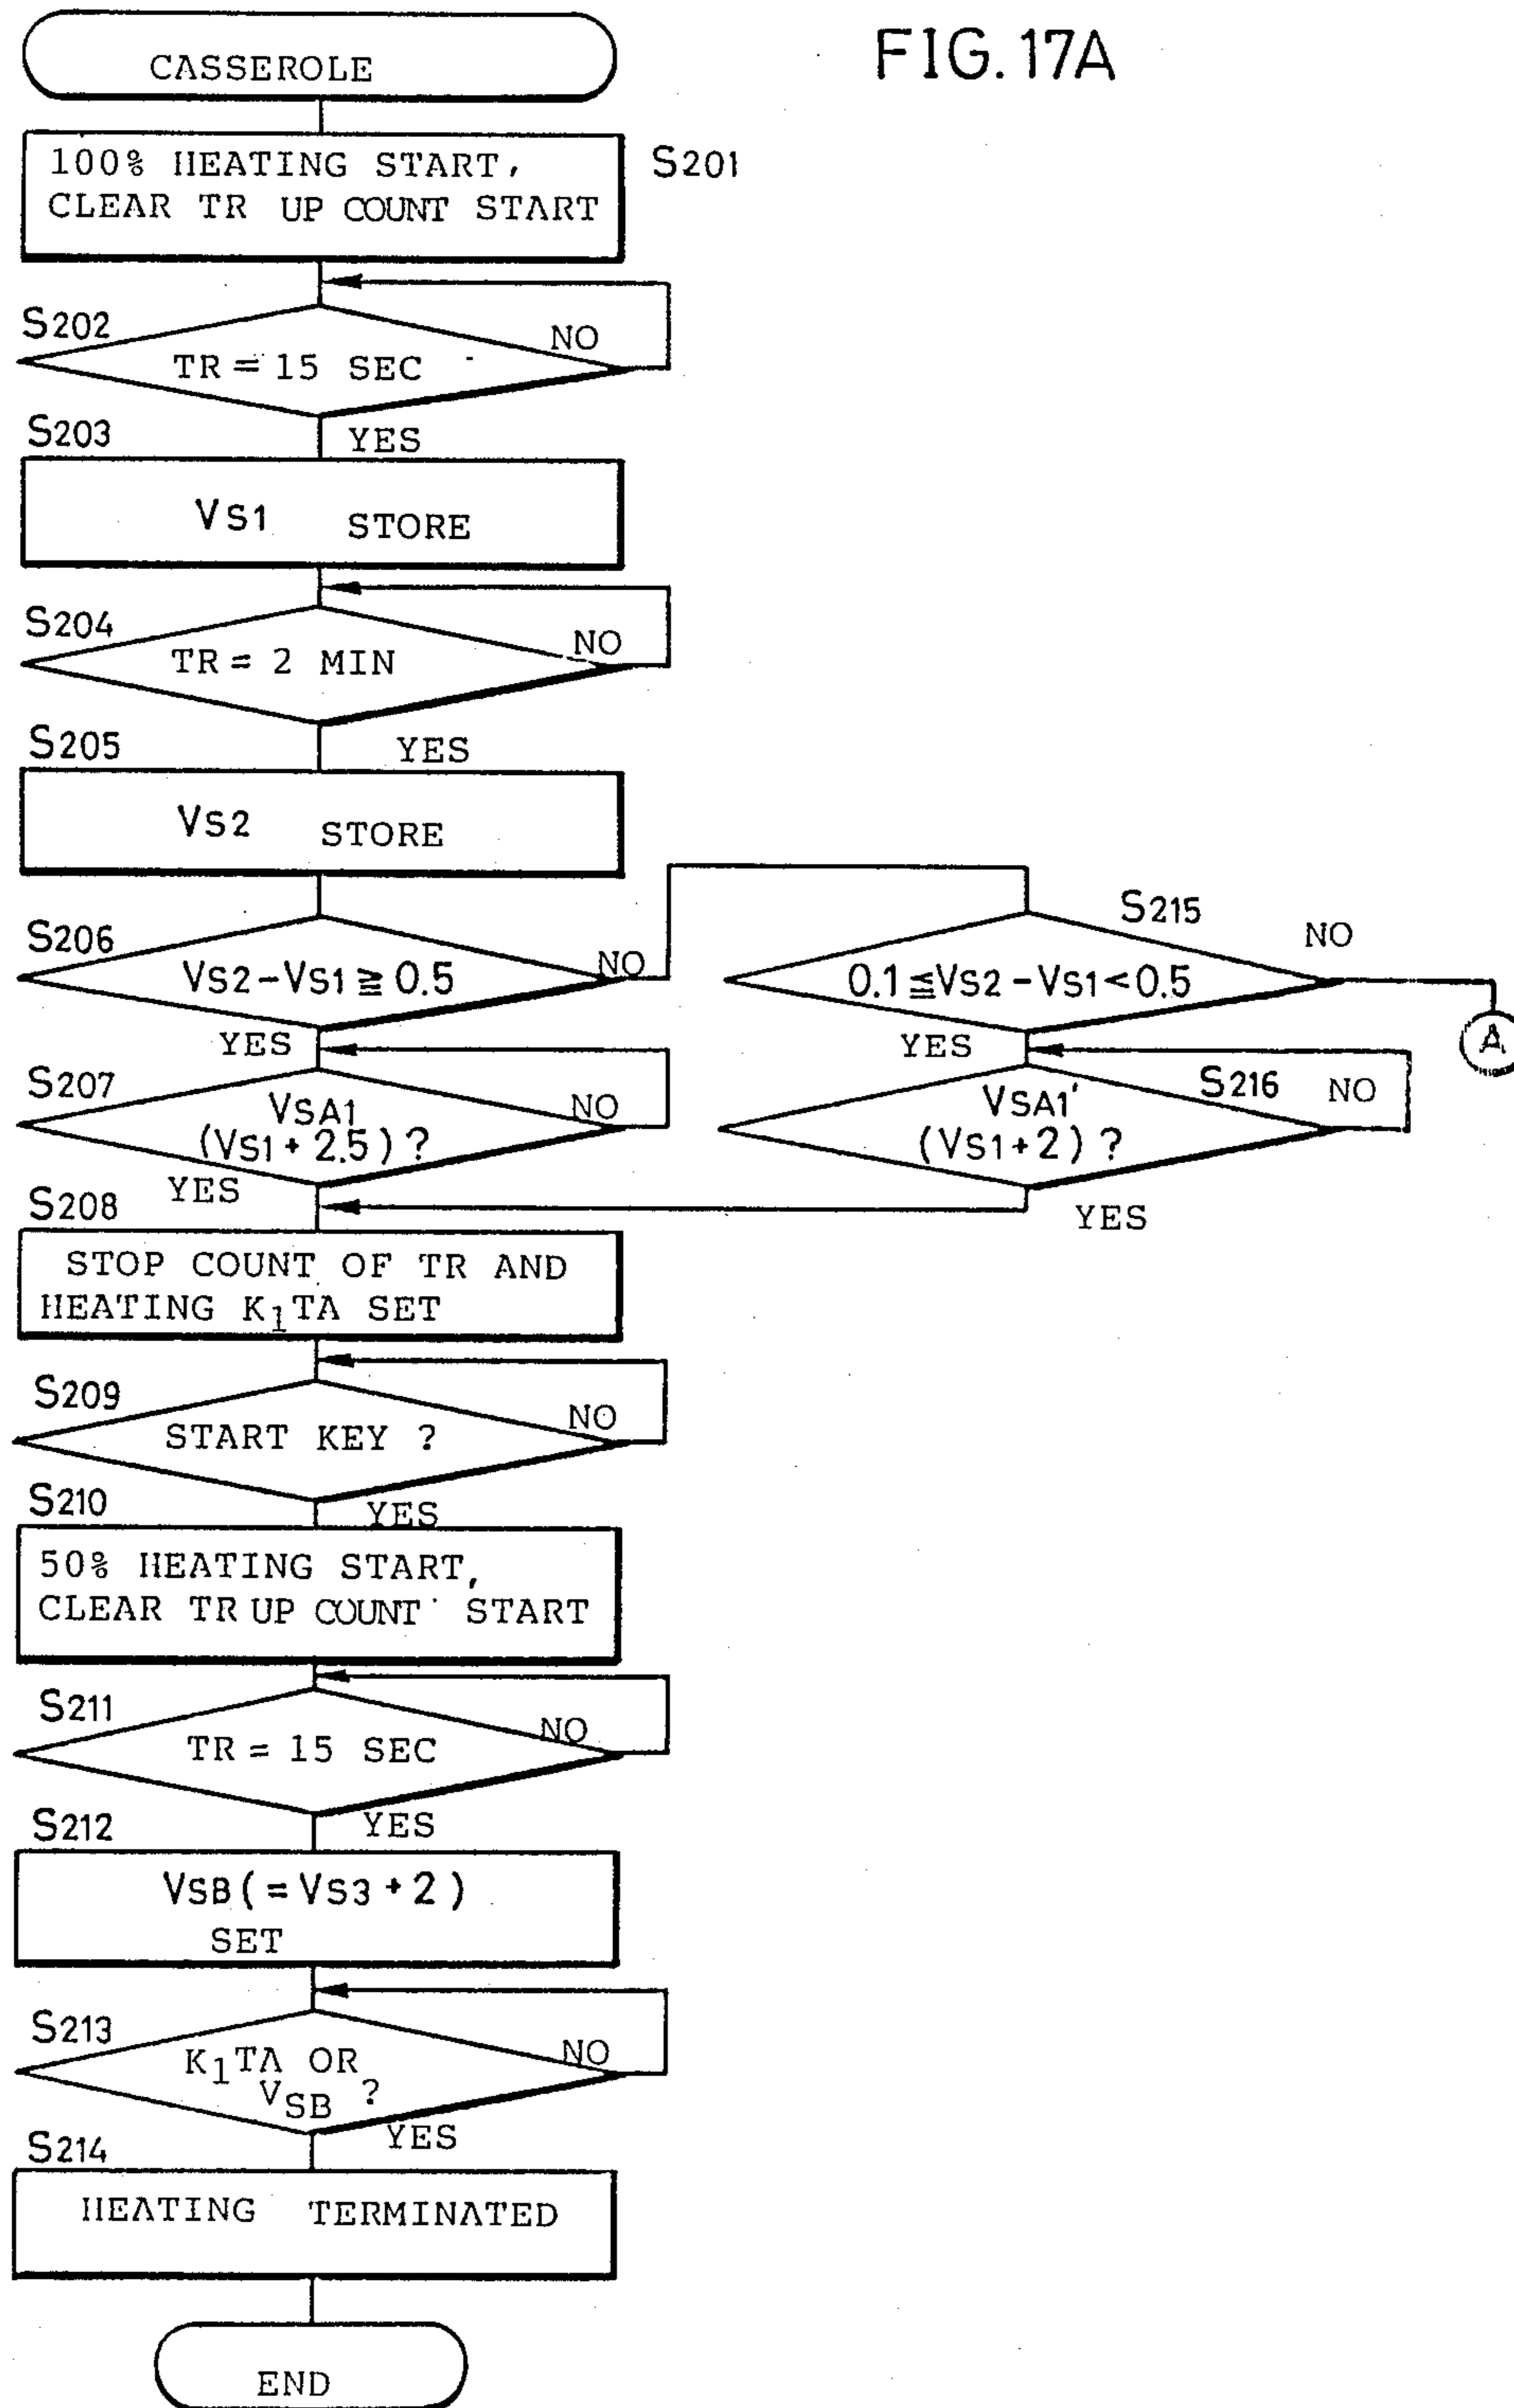 FIG. 17A
CASSEROLE
100% HEATING START,
CLEAR TR UP COUNT START
S201
S202
TR = 15 SEC
NO
YES
S203
VS1 STORE
S204
TR = 2 MIN
NO
YES
S205
VS2 STORE
S206
VS2 - VS1 ≧ 0.5
NO
YES
S215
0.1 ≦ VS2 - VS1 < 0.5
NO
A
YES
S207
VSA1
(VS1 + 2.5) ?
NO
YES
S216
VSA1'
(VS1 + 2) ?
NO
YES
S208
STOP COUNT OF TR AND
HEATING K1TA SET
S209
START KEY ?
NO
YES
S210
50% HEATING START,
CLEAR TR UP COUNT START
S211
TR = 15 SEC
NO
YES
S212
VSB ( = VS3 + 2 )
SET
S213
K1TA OR
VSB ?
NO
YES
S214
HEATING TERMINATED
END